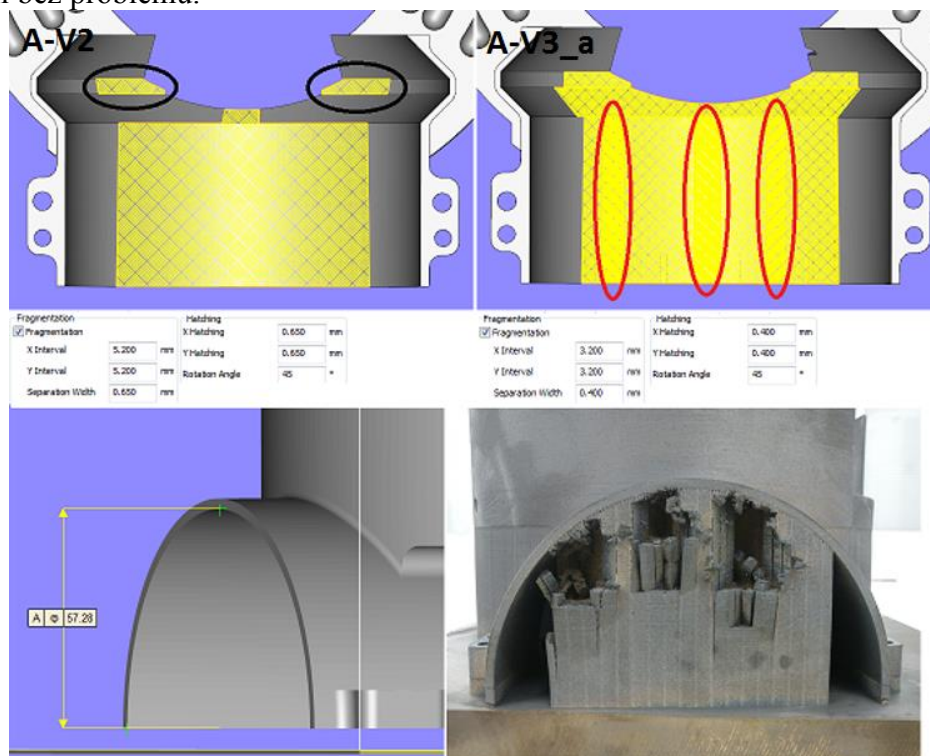 bez problémů.
A-V2
A-V3_a
Fragmentation
Fragmentation
X Interval 5.200 mm
Y Interval 5.200 mm
Separation Width 0.650 mm
Hatching
X Hatching 0.650 mm
Y Hatching 0.650 mm
Rotation Angle 45 °
Fragmentation
Fragmentation
X Interval 3.200 mm
Y Interval 3.200 mm
Separation Width 0.400 mm
Hatching
X Hatching 0.400 mm
Y Hatching 0.400 mm
Rotation Angle 45 °
A 57.28